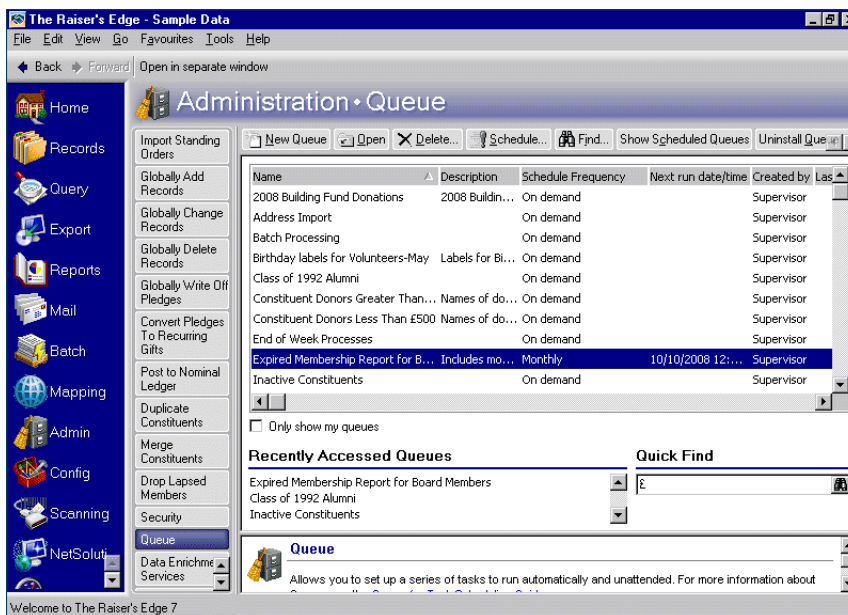 The Raiser's Edge - Sample Data
File Edit View Go Favourites Tools Help
Back Forward Open in separate window
Administration • Queue
Home
Records
Query
Export
Reports
Mail
Batch
Mapping
Admin
Config
Scanning
NetSoluti
Import Standing
Orders
Globally Add
Records
Globally Change
Records
Globally Delete
Records
Globally Write Off
Pledges
Convert Pledges
To Recurring
Gifts
Post to Nominal
Ledger
Duplicate
Constituents
Merge
Constituents
Drop Lapsed
Members
Security
Queue
Data Enrichme
Services
New Queue Open Delete... Schedule... Find... Show Scheduled Queues Uninstall Que
Name Description Schedule Frequency Next run date/time Created by Las
2008 Building Fund Donations 2008 Buildin... On demand Supervisor
Address Import On demand Supervisor
Batch Processing On demand Supervisor
Birthday labels for Volunteers-May Labels for Bi... On demand Supervisor
Class of 1992 Alumni On demand Supervisor
Constituent Donors Greater Than... Names of do... On demand Supervisor
Constituent Donors Less Than £500 Names of do... On demand Supervisor
End of Week Processes On demand Supervisor
Expired Membership Report for B... Includes mo... Monthly 10/10/2008 12:... Supervisor
Inactive Constituents On demand Supervisor
Only show my queues
Recently Accessed Queues
Expired Membership Report for Board Members
Class of 1992 Alumni
Inactive Constituents
Quick Find
£
Queue
Allows you to set up a series of tasks to run automatically and unattended. For more information about
Welcome to The Raiser's Edge 7